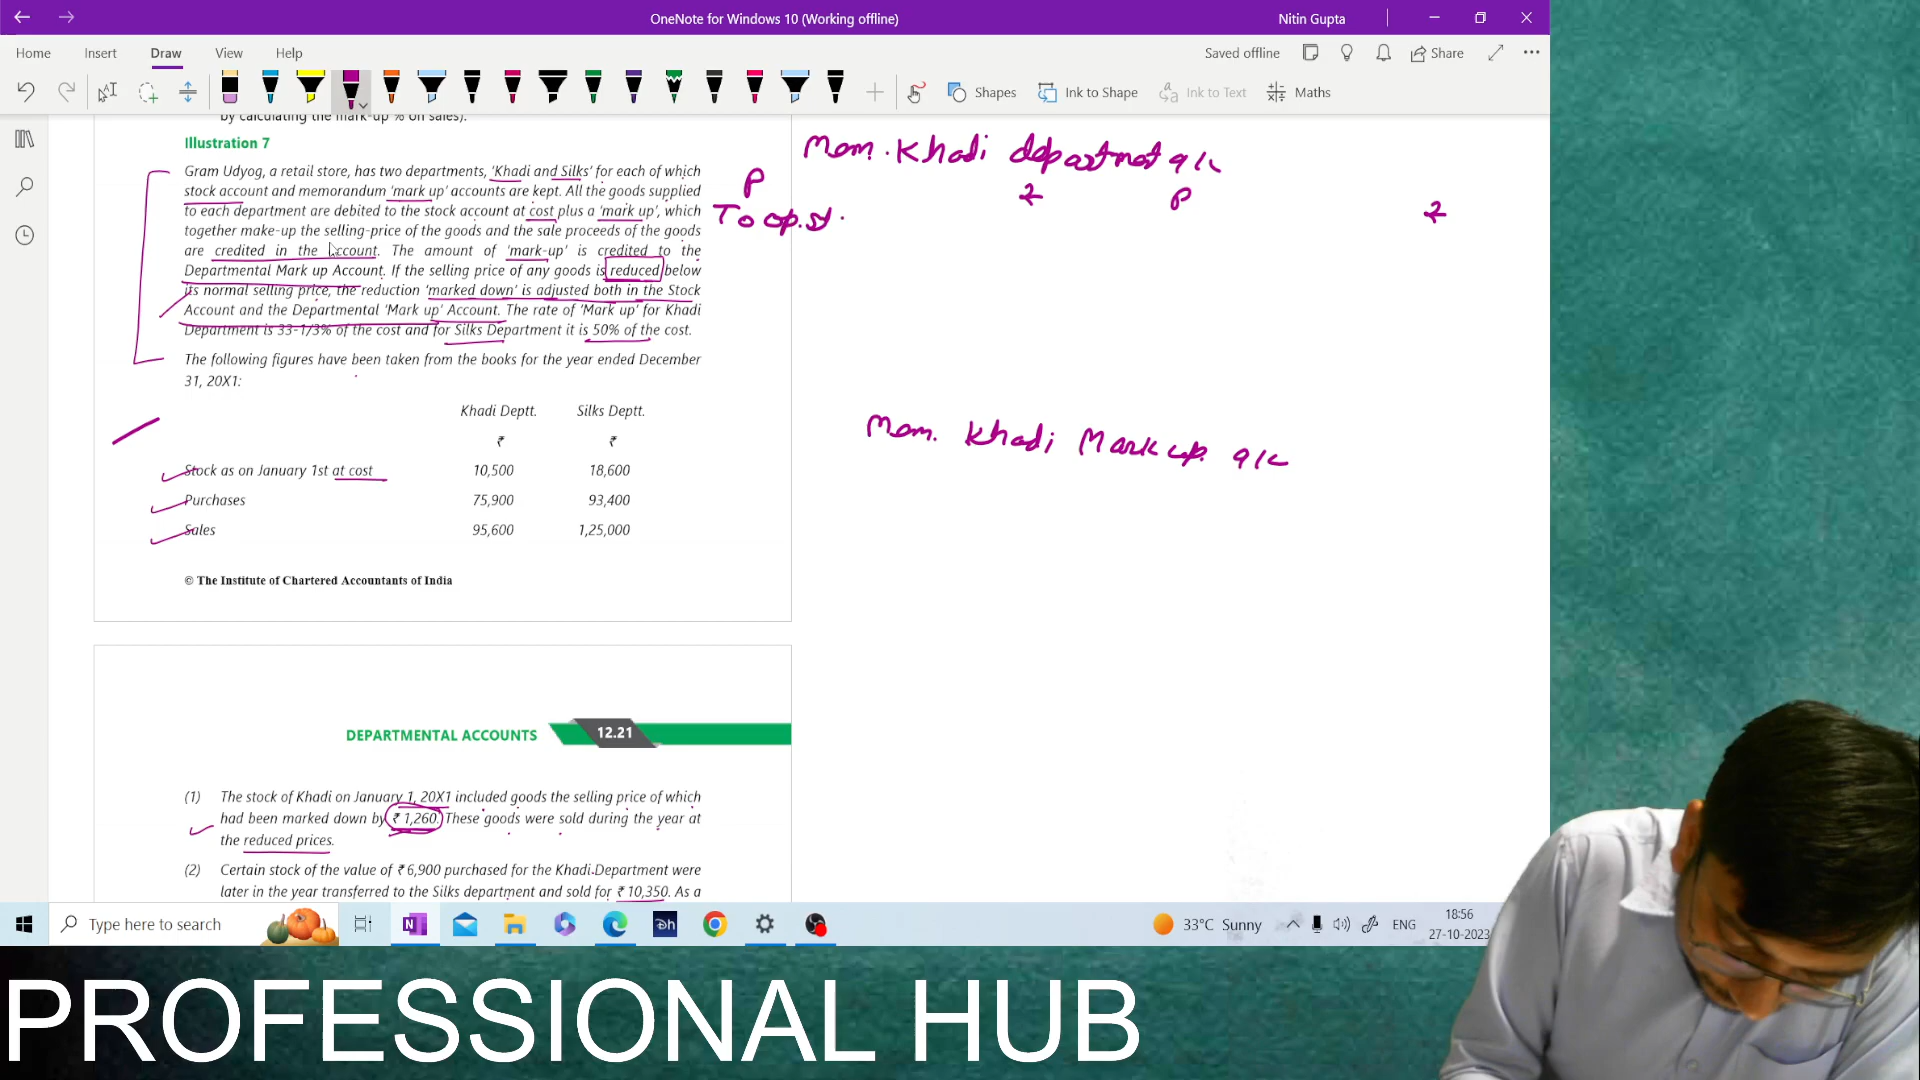 OneNote for Windows 10 (Working offline)
Nitin Gupta
Home Insert Draw View Help
Saved offline
Share
Shapes
Ink to Shape
Ink to Text
Maths
by calculating the mark-up % on sales).
Illustration 7
Gram Udyog, a retail store, has two departments, 'Khadi and Silks' for each of which
stock account and memorandum 'mark up' accounts are kept. All the goods supplied
to each department are debited to the stock account at cost plus a 'mark up', which
together make-up the selling-price of the goods and the sale proceeds of the goods
are credited in the account. The amount of 'mark-up' is credited to the
Departmental Mark up Account. If the selling price of any goods is reduced below
its normal selling price, the reduction 'marked down' is adjusted both in the Stock
Account and the Departmental 'Mark up' Account. The rate of 'Mark up' for Khadi
Department is 33-1/3% of the cost and for Silks Department it is 50% of the cost.
The following figures have been taken from the books for the year ended December
31, 20X1:
Khadi Deptt. Silks Deptt.
₹ ₹
Stock as on January 1st at cost 10,500 18,600
Purchases 75,900 93,400
Sales 95,600 1,25,000
© The Institute of Chartered Accountants of India
DEPARTMENTAL ACCOUNTS 12.21
(1) The stock of Khadi on January 1, 20X1 included goods the selling price of which
had been marked down by ₹ 1,260. These goods were sold during the year at
the reduced prices.
(2) Certain stock of the value of ₹ 6,900 purchased for the Khadi Department were
later in the year transferred to the Silks department and sold for ₹ 10,350. As a
Mem. Khadi departmet a/c
P ₹ P ₹
To op. st.
Mem. Khadi Mark up. a/c
Type here to search
33°C Sunny
ENG
18:56
27-10-2023
PROFESSIONAL HUB